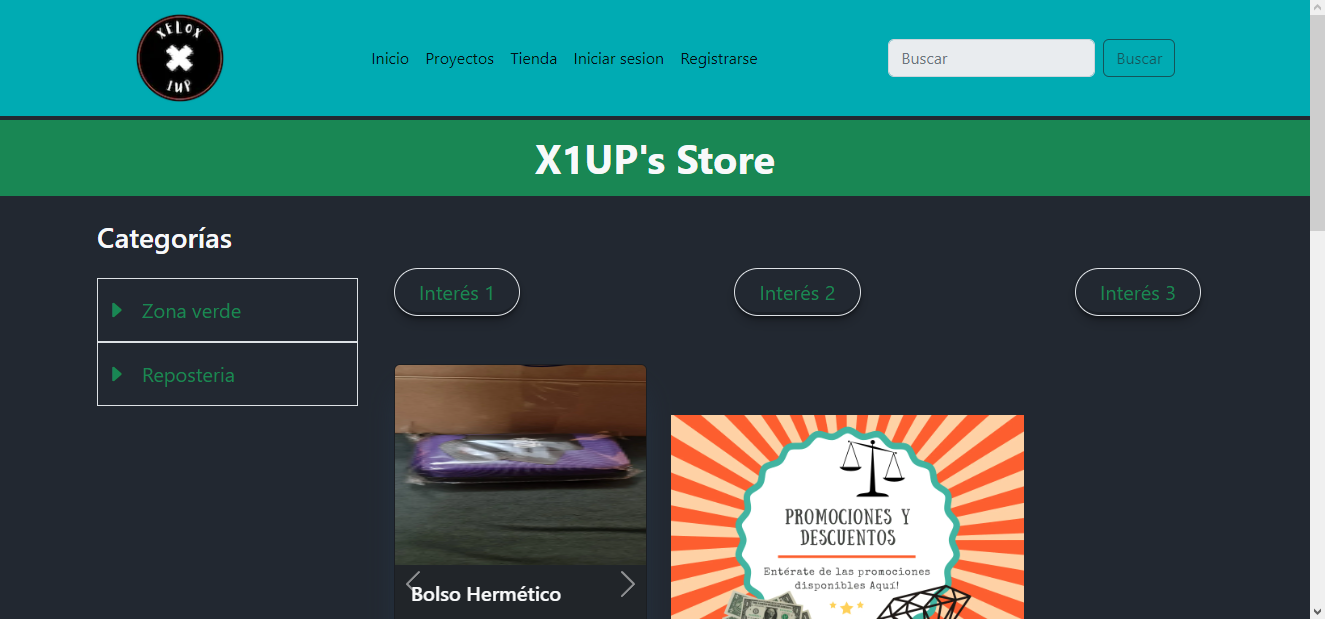 XELOX
X
1UP
Inicio Proyectos Tienda Iniciar sesion Registrarse
Buscar Buscar
X1UP's Store
Categorías
Zona verde
Reposteria
Interés 1 Interés 2 Interés 3
Bolso Hermético
PROMOCIONES Y
DESCUENTOS
Entérate de las promociones
disponibles Aquí!